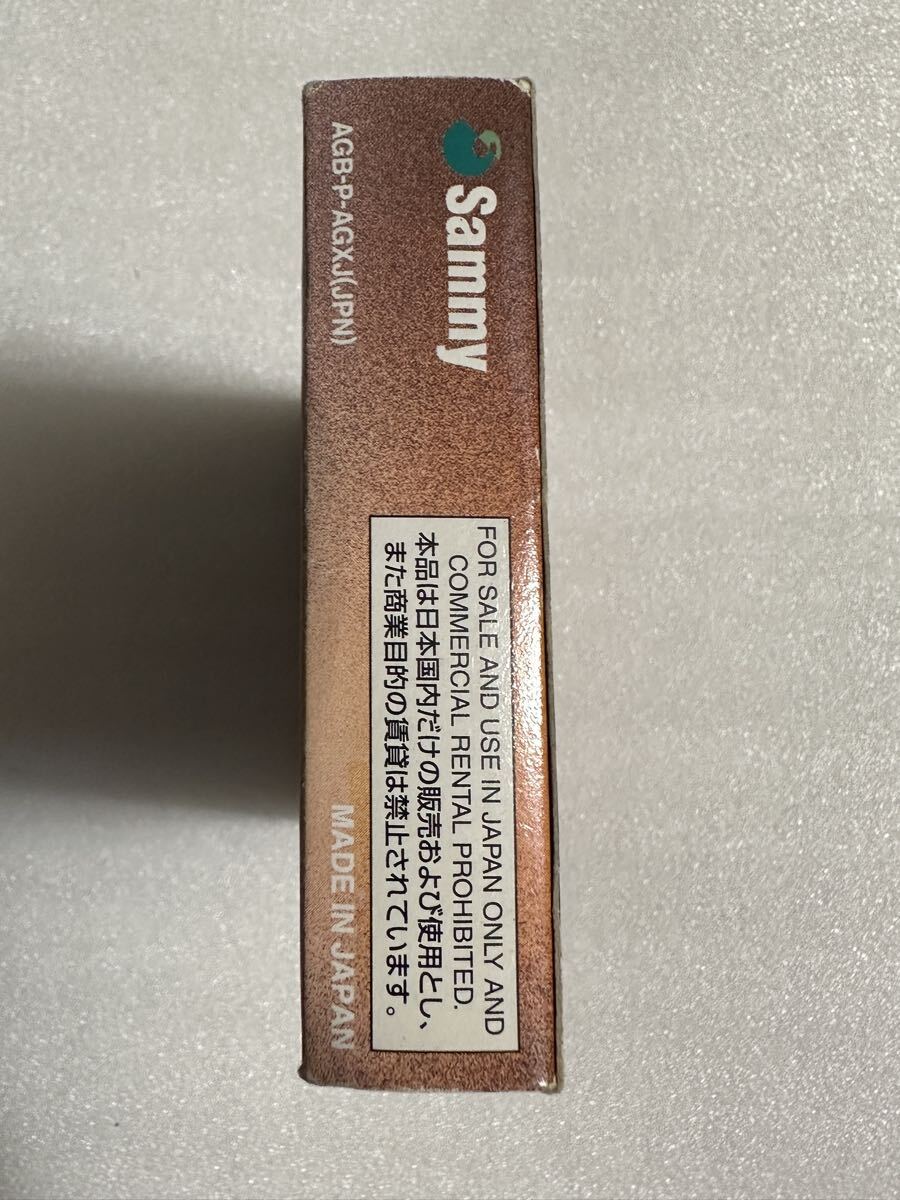 Sammy
AGB-P-AGXJ(JPN)
FOR SALE AND USE IN JAPAN ONLY AND
COMMERCIAL RENTAL PROHIBITED.
本品は日本国内だけの販売および使用とし、
また商業目的の賃貸は禁止されています。
MADE IN JAPAN